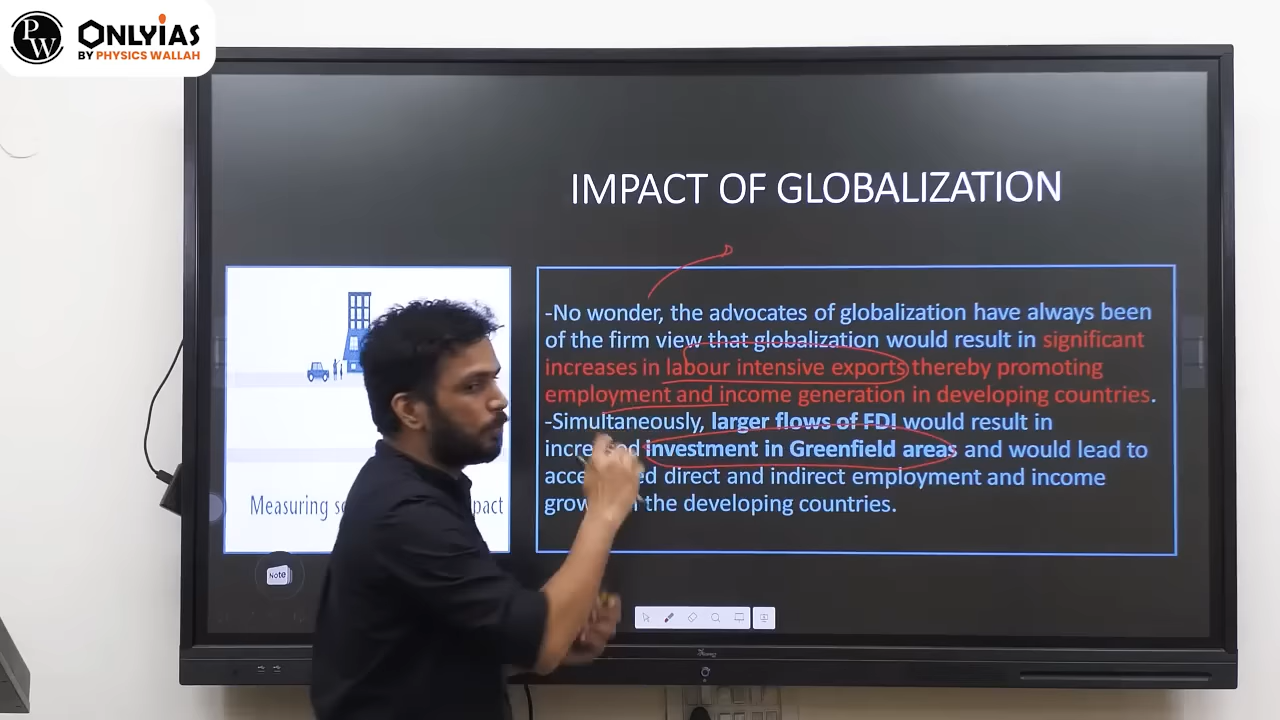 PW
ONLYIAS
BY PHYSICS WALLAH
IMPACT OF GLOBALIZATION
-No wonder, the advocates of globalization have always been
of the firm view that globalization would result in significant
increases in labour intensive exports thereby promoting
employment and income generation in developing countries.
-Simultaneously, larger flows of FDI would result in
investment in Greenfield areas and would lead to
direct and indirect employment and income
the developing countries.
Measuring
pact
Note